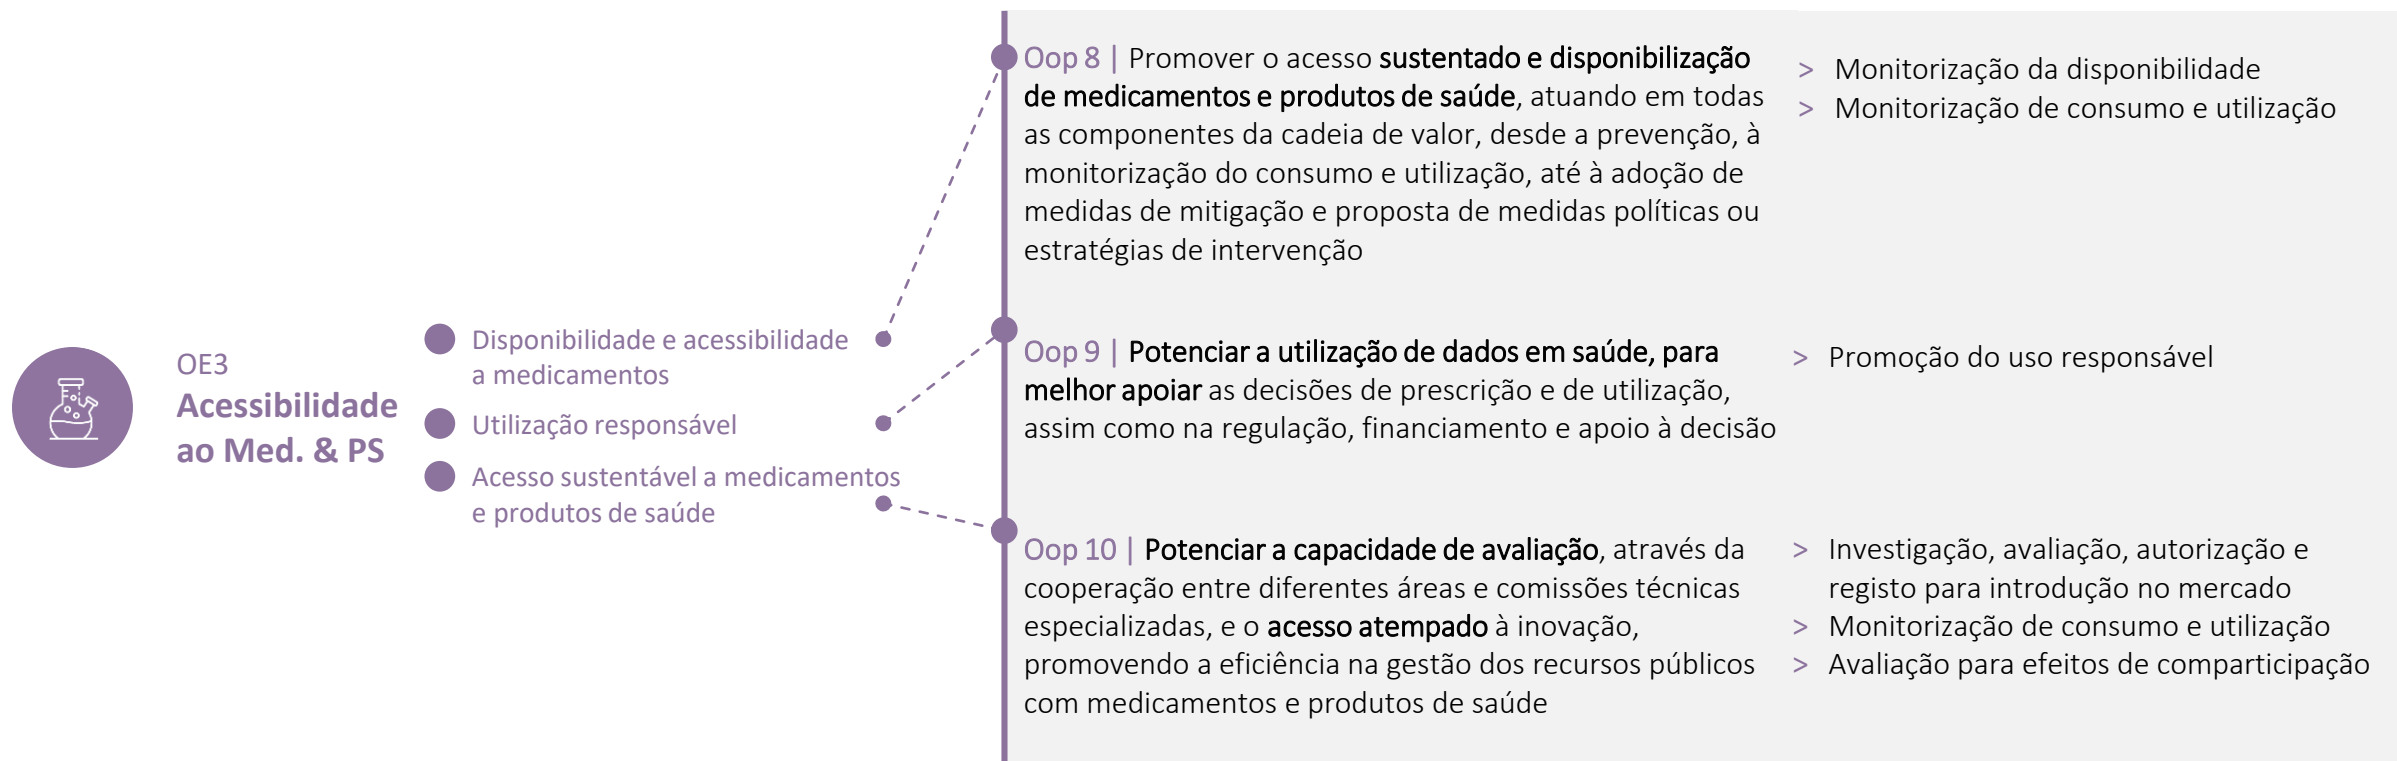 OE3
Acessibilidade
ao Med. & PS
Disponibilidade e acessibilidade
a medicamentos
Utilização responsável
Acesso sustentável a medicamentos
e produtos de saúde
Oop 8 | Promover o acesso sustentado e disponibilização
de medicamentos e produtos de saúde, atuando em todas
as componentes da cadeia de valor, desde a prevenção, à
monitorização do consumo e utilização, até à adoção de
medidas de mitigação e proposta de medidas políticas ou
estratégias de intervenção
> Monitorização da disponibilidade
> Monitorização de consumo e utilização
Oop 9 | Potenciar a utilização de dados em saúde, para
melhor apoiar as decisões de prescrição e de utilização,
assim como na regulação, financiamento e apoio à decisão
> Promoção do uso responsável
Oop 10 | Potenciar a capacidade de avaliação, através da
cooperação entre diferentes áreas e comissões técnicas
especializadas, e o acesso atempado à inovação,
promovendo a eficiência na gestão dos recursos públicos
com medicamentos e produtos de saúde
> Investigação, avaliação, autorização e
registo para introdução no mercado
> Monitorização de consumo e utilização
> Avaliação para efeitos de comparticipação